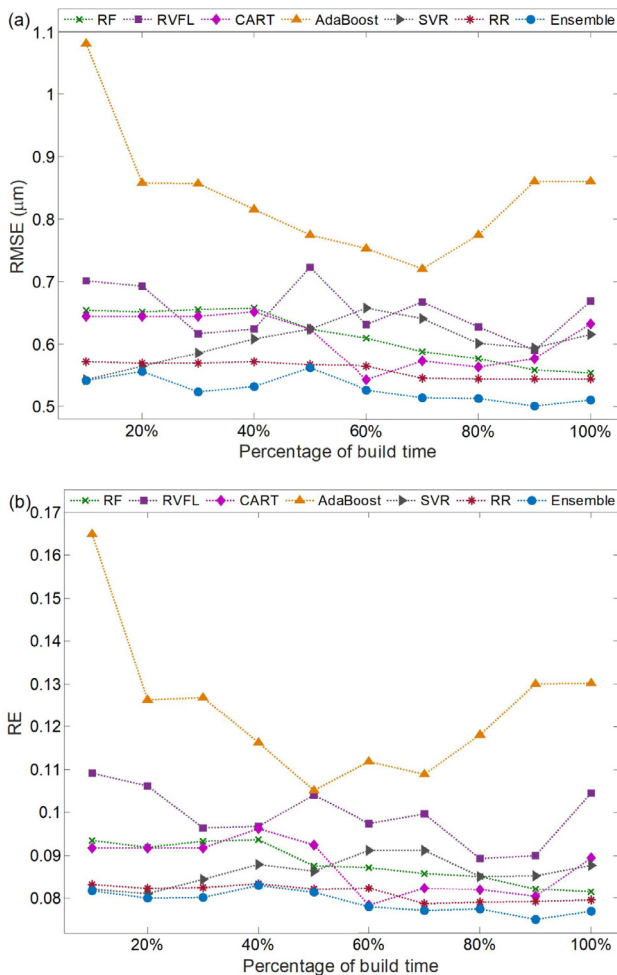 (a) RF RVFL CART AdaBoost SVR RR Ensemble
1.1
1
0.9
0.8
0.7
0.6
0.5
RMSE (μm)
20% 40% 60% 80% 100%
Percentage of build time
(b) RF RVFL CART AdaBoost SVR RR Ensemble
0.17
0.16
0.15
0.14
0.13
0.12
0.11
0.1
0.09
0.08
RE
20% 40% 60% 80% 100%
Percentage of build time